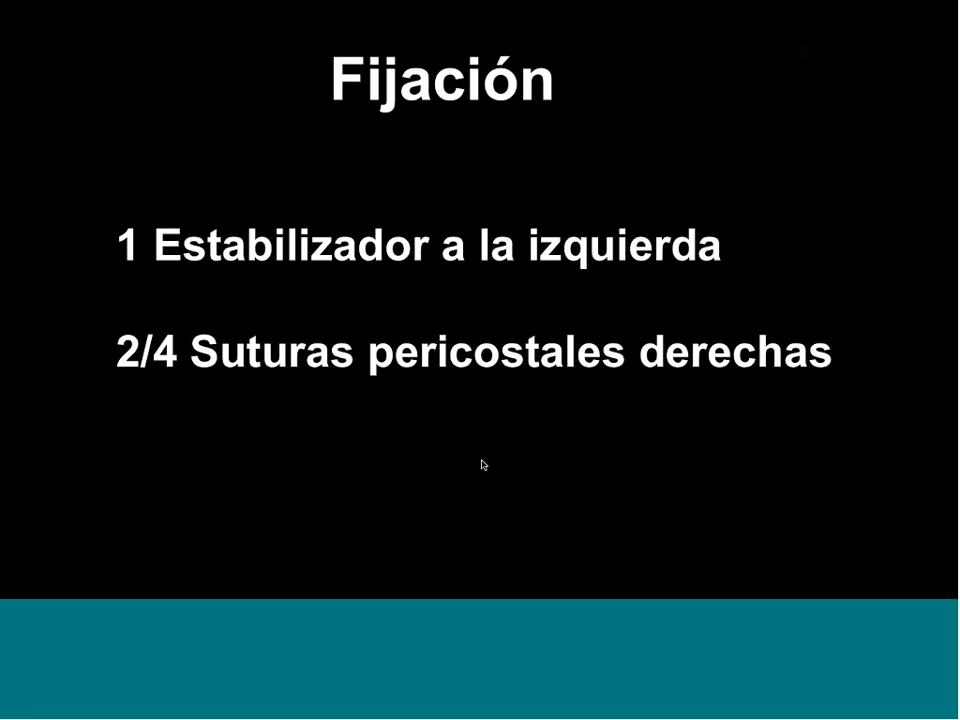 Fijación
1 Estabilizador a la izquierda
2/4 Suturas pericostales derechas